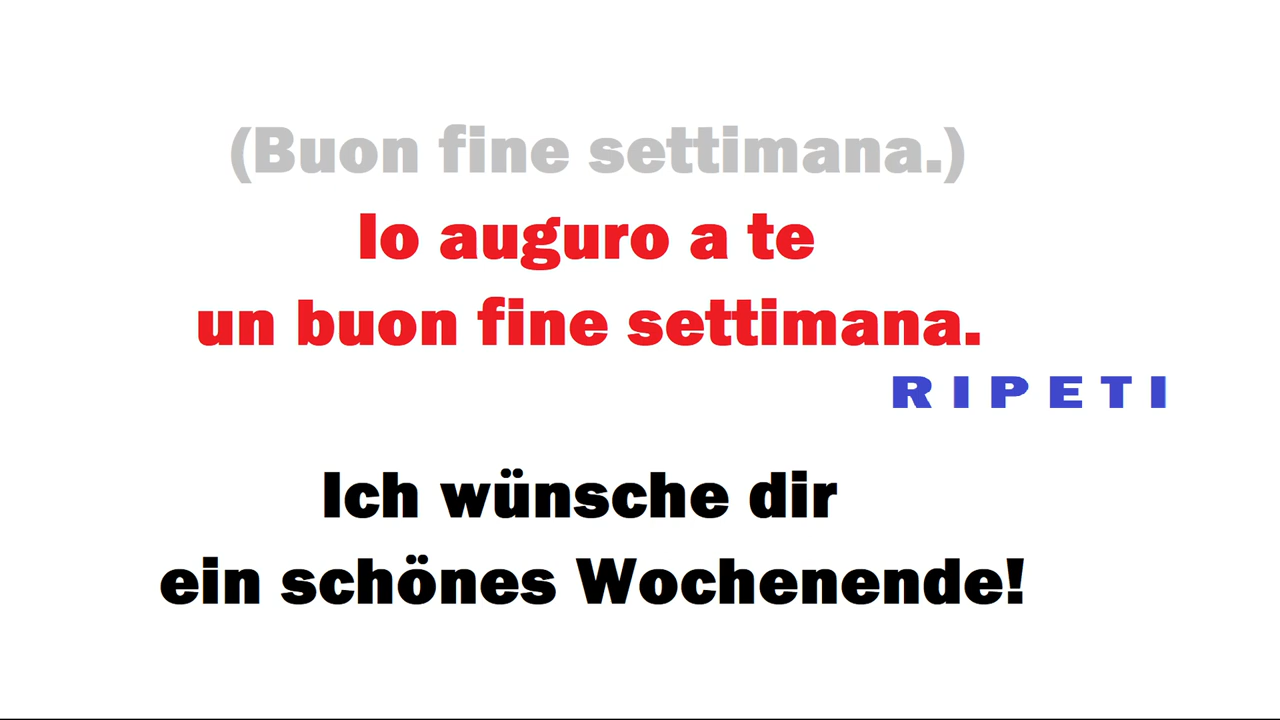 (Buon fine settimana.)
Io auguro a te
un buon fine settimana.
RIPETI
Ich wünsche dir
ein schönes Wochenende!